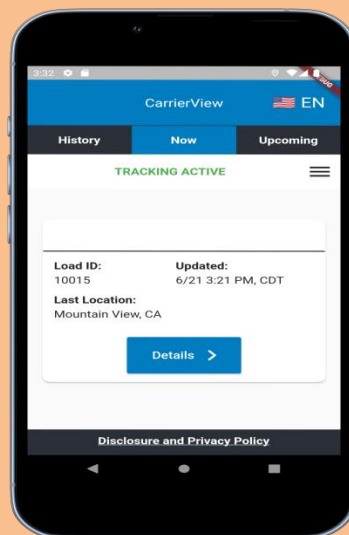 3:32
DEBUG
CarrierView
EN
History Now Upcoming
TRACKING ACTIVE
Load ID: Updated:
10015 6/21 3:21 PM, CDT
Last Location:
Mountain View, CA
Details >
Disclosure and Privacy Policy